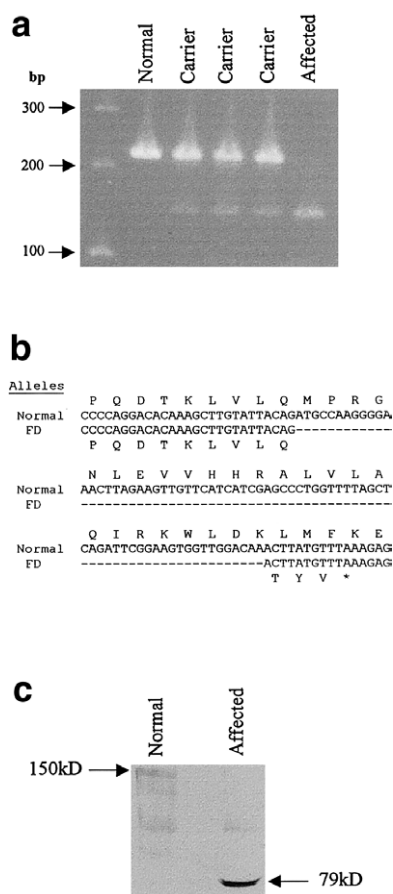 a
bp
Normal
Carrier
Carrier
Carrier
Affected
300
200
100
b
Alleles
P Q D T K L V L Q M P R G
Normal CCCCAGGACACAAAGCTTGTATTACAGATGCCAAGGGGA
FD CCCCAGGACACAAAGCTTGTATTACAG------------
P Q D T K L V L Q
N L E V V H H R A L V L A
Normal AACTTAGAAGTTGTTCATCATCGAGCCCTGGTTTTAGCT
FD ---------------------------------------
Q I R K W L D K L M F K E
Normal CAGATTCGGAAGTGGTTGGACAAACTTATGTTTAAAGAG
FD -----------------------ACTTATGTTTAAAGAG
T Y V *
c
Normal
Affected
150kD
79kD